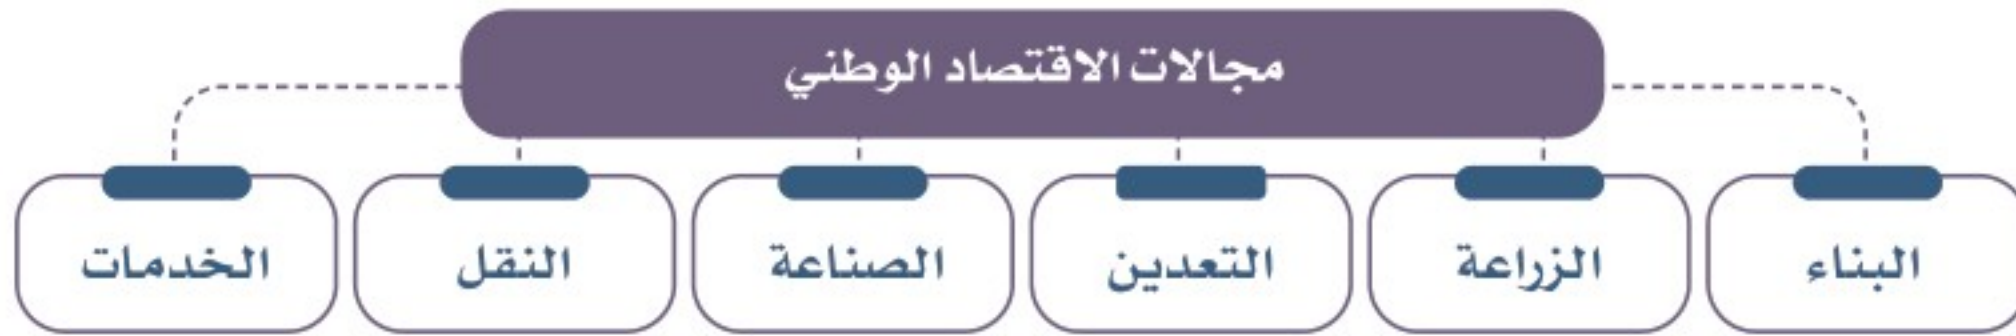 مجالات الاقتصاد الوطني
البناء
الزراعة
التعدين
الصناعة
النقل
الخدمات